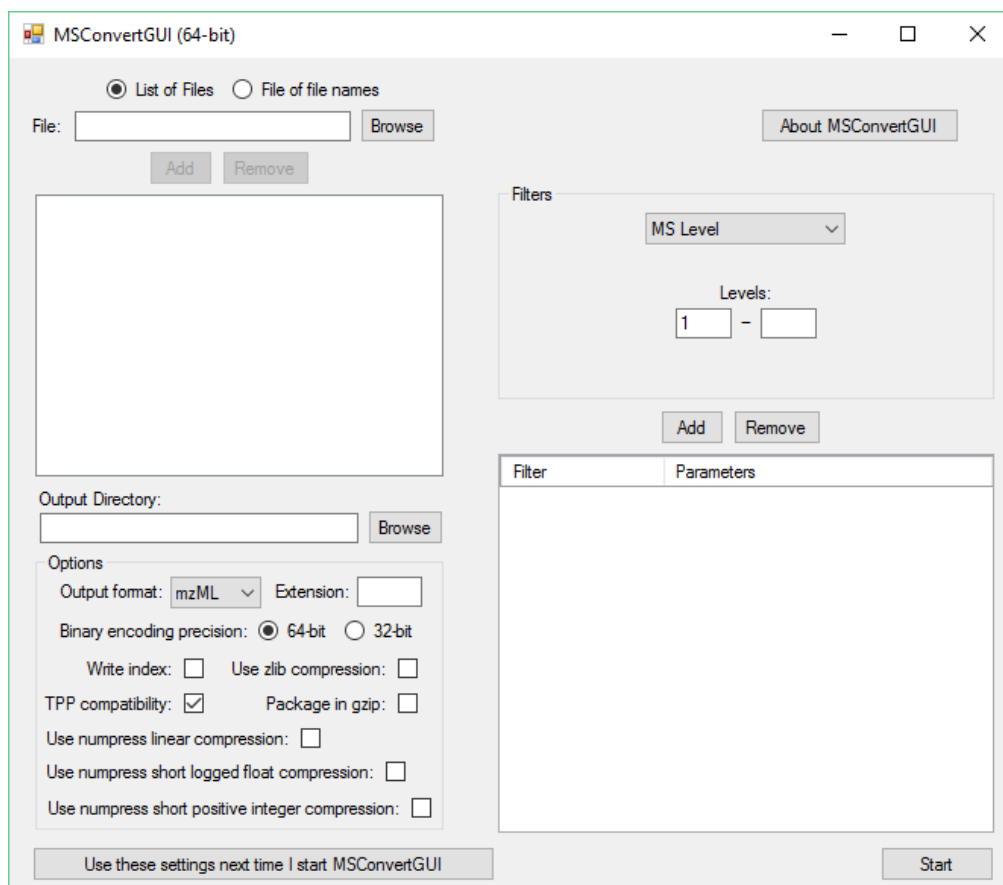 MSConvertGUI (64-bit)
List of Files File of file names
File: Browse
About MSConvertGUI
Add Remove
Filters
MS Level
Levels:
1 –
Add Remove
Filter Parameters
Output Directory:
Browse
Options
Output format: mzML Extension:
Binary encoding precision: 64-bit 32-bit
Write index: Use zlib compression:
TPP compatibility: Package in gzip:
Use numpress linear compression:
Use numpress short logged float compression:
Use numpress short positive integer compression:
Use these settings next time I start MSConvertGUI
Start